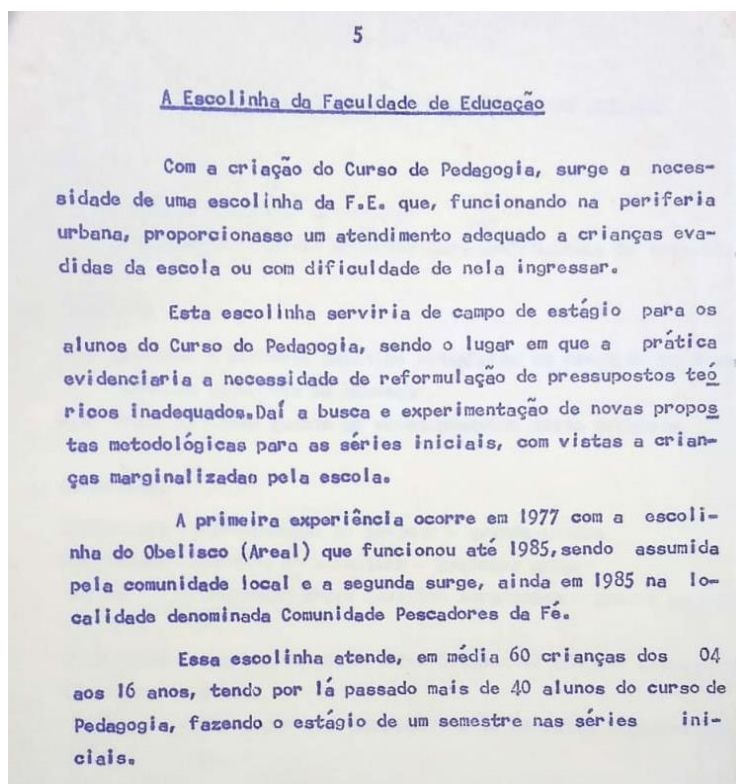 5
A Escolinha da Faculdade de Educação
Com a criação do Curso de Pedagogia, surge a neces-
sidade de uma escolinha da F.E. que, funcionando na periferia
urbana, proporcionasse um atendimento adequado a crianças eva-
didas da escola ou com dificuldade de nela ingressar.
Esta escolinha serviria de campo de estágio para os
alunos do Curso de Pedagogia, sendo o lugar em que a prática
evidenciaria a necessidade de reformulação de pressupostos teó
ricos inadequados.Daí a busca e experimentação de novas propos
tas metodológicas para as séries iniciais, com vistas a crian-
ças marginalizadao pela escola.
A primeira experiência ocorre em 1977 com a escoli-
nha do Obelisco (Areal) que funcionou até 1985, sendo assumida
pela comunidade local e a segunda surge, ainda em 1985 na lo-
calidade denominada Comunidade Pescadores da Fé.
Essa escolinha atende, em média 60 crianças dos 04
aos 16 anos, tendo por lá passado mais de 40 alunos do curso de
Pedagogia, fazendo o estágio de um semestre nas séries ini-
ciais.